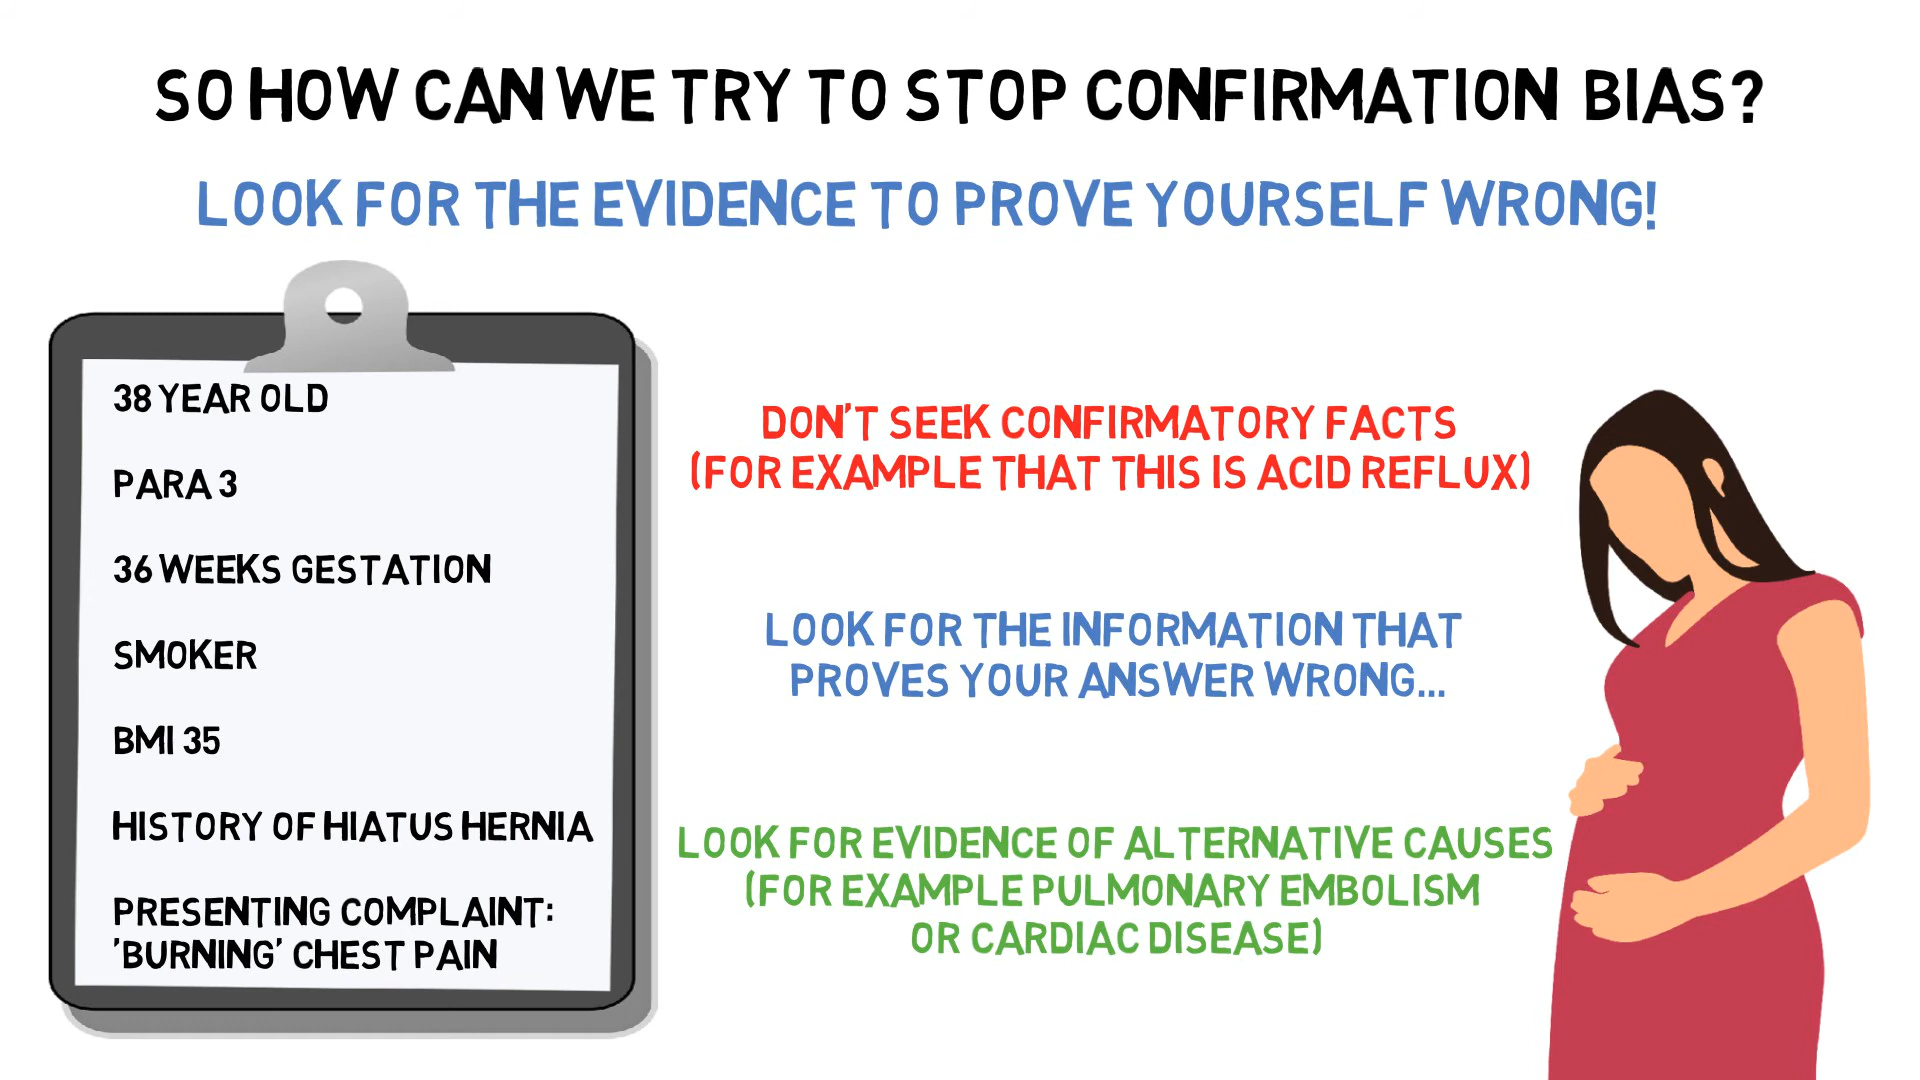 SO HOW CAN WE TRY TO STOP CONFIRMATION BIAS?
LOOK FOR THE EVIDENCE TO PROVE YOURSELF WRONG!
38 YEAR OLD
PARA 3
36 WEEKS GESTATION
SMOKER
BMI 35
HISTORY OF HIATUS HERNIA
PRESENTING COMPLAINT:
'BURNING' CHEST PAIN
DON'T SEEK CONFIRMATORY FACTS
(FOR EXAMPLE THAT THIS IS ACID REFLUX)
LOOK FOR THE INFORMATION THAT
PROVES YOUR ANSWER WRONG...
LOOK FOR EVIDENCE OF ALTERNATIVE CAUSES
(FOR EXAMPLE PULMONARY EMBOLISM
OR CARDIAC DISEASE)